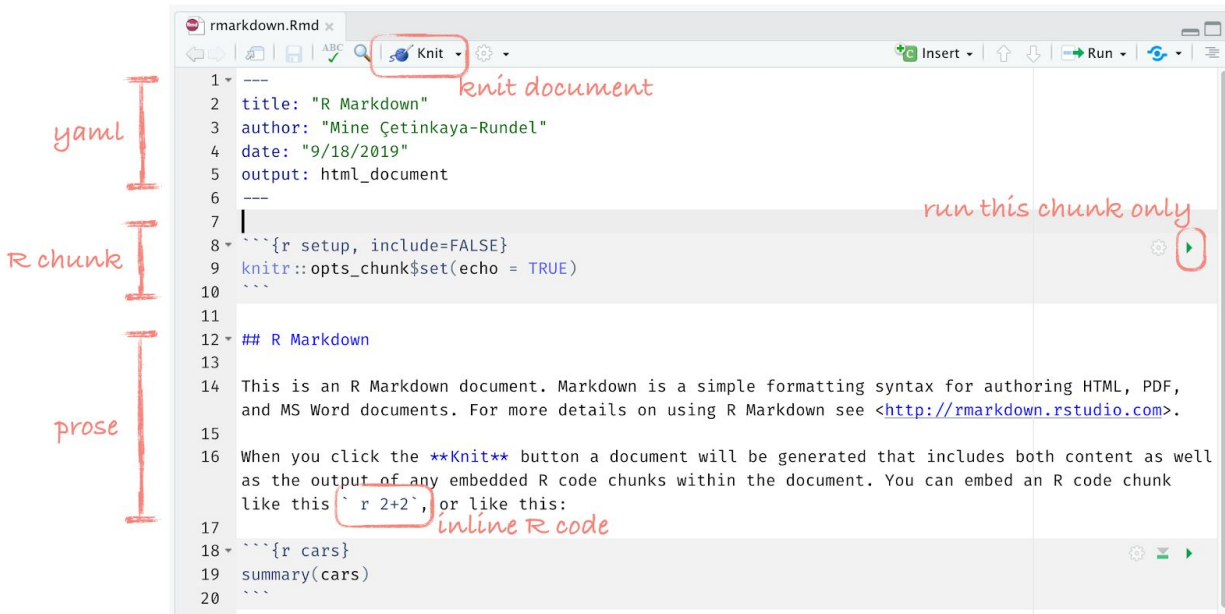 rmarkdown.Rmd
ABC Knit Insert Run
knit document
1 ---
2 title: "R Markdown"
3 author: "Mine Çetinkaya-Rundel"
4 date: "9/18/2019"
5 output: html_document
6 ---
yaml
7
run this chunk only
8 ```{r setup, include=FALSE}
9 knitr::opts_chunk$set(echo = TRUE)
10 ```
R chunk
11
12 ## R Markdown
13
14 This is an R Markdown document. Markdown is a simple formatting syntax for authoring HTML, PDF,
and MS Word documents. For more details on using R Markdown see <http://rmarkdown.rstudio.com>.
15
16 When you click the **Knit** button a document will be generated that includes both content as well
as the output of any embedded R code chunks within the document. You can embed an R code chunk
like this ` r 2+2`, or like this:
prose
inline R code
17
18 ```{r cars}
19 summary(cars)
20 ```